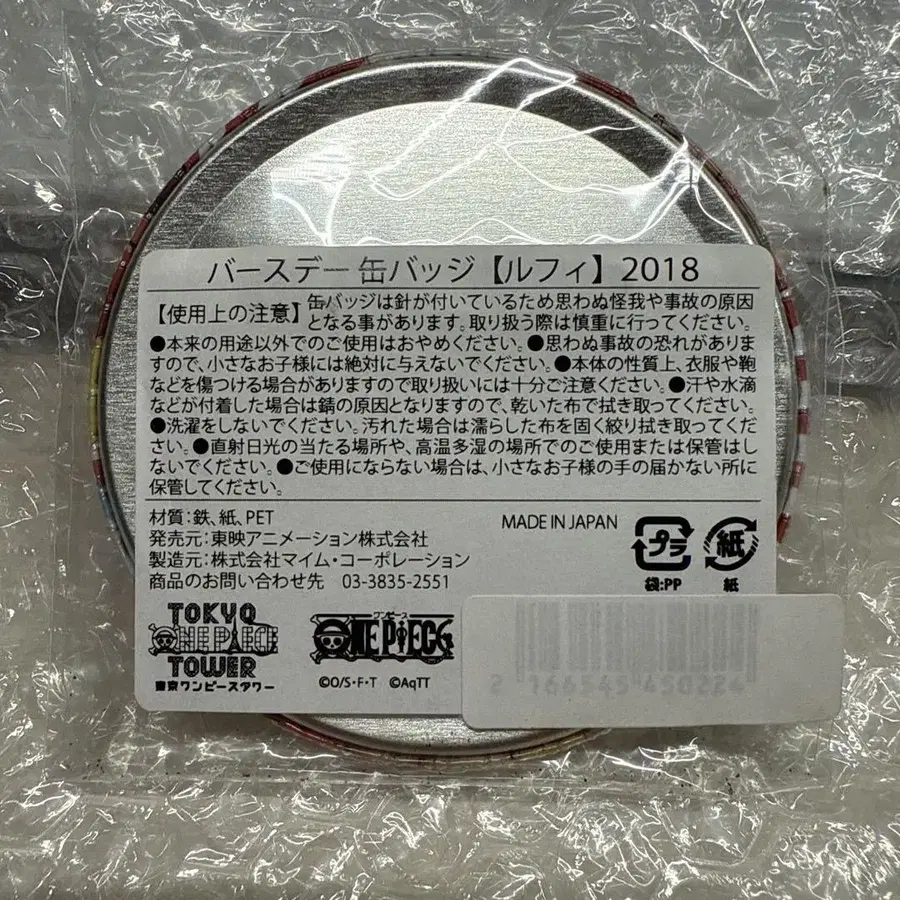 バースデー 缶バッジ【ルフィ】2018
【使用上の注意】缶バッジは針が付いているため思わぬ怪我や事故の原因
となる事があります。取り扱う際は慎重に行ってください。
●本来の用途以外でのご使用はおやめください。●思わぬ事故の恐れがありま
すので、小さなお子様には絶対に与えないでください。●本体の性質上、衣服や鞄
などを傷つける場合がありますので取り扱いには十分ご注意ください。●汗や水滴
などが付着した場合は錆の原因となりますので、乾いた布で拭き取ってください。
●洗濯をしないでください。汚れた場合は濡らした布を固く絞り拭き取ってくだ
さい。●直射日光の当たる場所や、高温多湿の場所でのご使用または保管はし
ないでください。●ご使用にならない場合は、小さなお子様の手の届かない所に
保管してください。
材質:鉄、紙、PET
発売元:東映アニメーション株式会社
製造元:株式会社マイム・コーポレーション
商品のお問い合わせ先 03-3835-2551
MADE IN JAPAN
プラ
袋:PP
紙
紙
TOKYO
ONE PIECE
TOWER
東京ワンピースタワー
ワンピース
ONE PIECE
©O/S・F・T ©AqTT
2 166545 450224